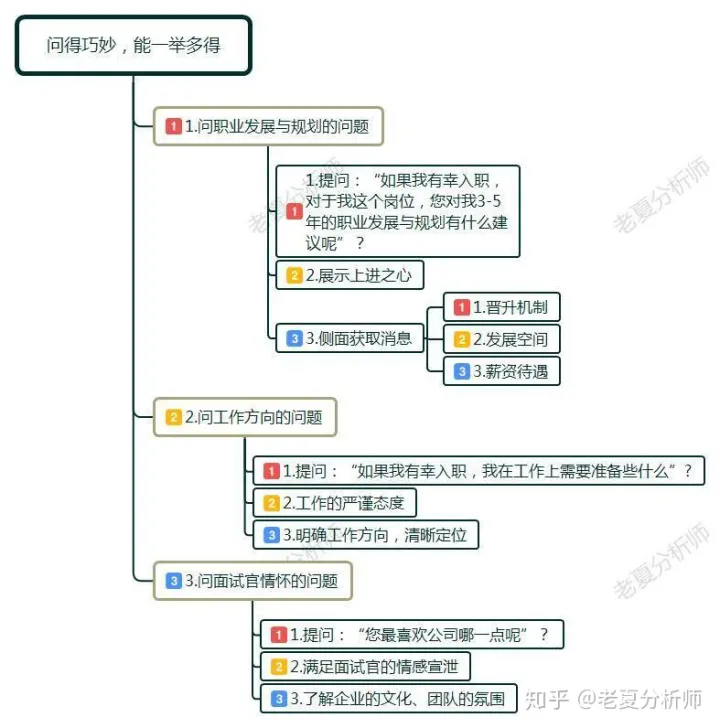 问得巧妙，能一举多得
1 1.问职业发展与规划的问题
1.提问：“如果我有幸入职，
对于我这个岗位，您对我3-5
1 年的职业发展与规划有什么建
议呢”？
2 2.展示上进之心
3 3.侧面获取消息
1 1.晋升机制
2 2.发展空间
3 3.薪资待遇
2 2.问工作方向的问题
1 1.提问：“如果我有幸入职，我在工作上需要准备些什么”?
2 2.工作的严谨态度
3 3.明确工作方向，清晰定位
3 3.问面试官情怀的问题
1 1.提问：“您最喜欢公司哪一点呢”？
2 2.满足面试官的情感宣泄
3 3.了解企业的文化、团队的氛围
老夏分析师
老夏分析师
老夏分析师
知乎 @老夏分析师